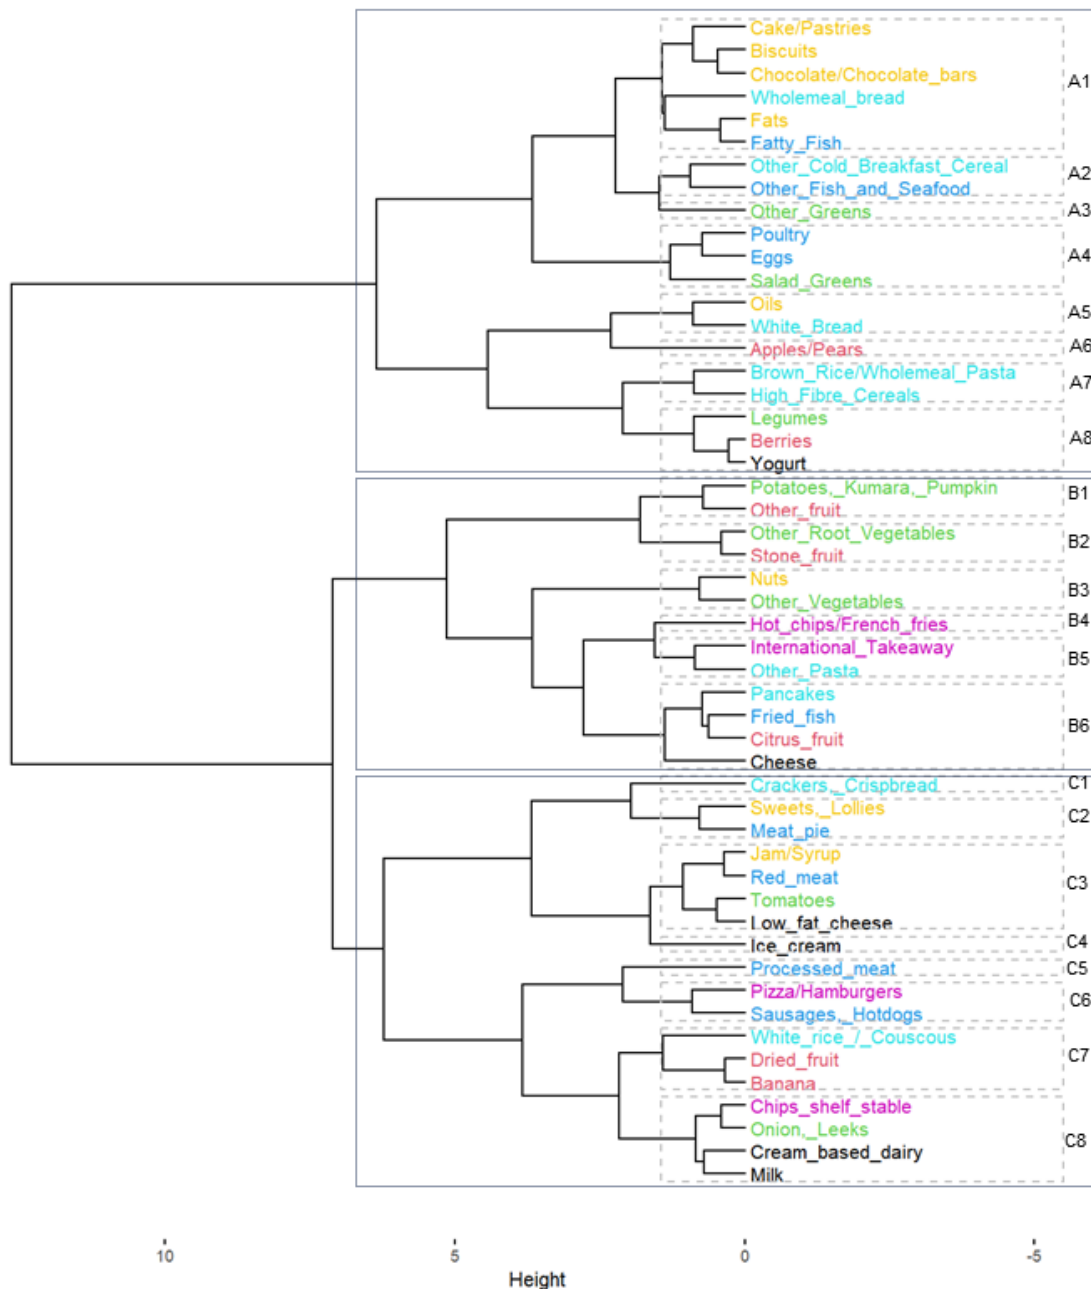 Cake/Pastries
Biscuits
Chocolate/Chocolate_bars
A1
Wholemeal_bread
Fats
Fatty_Fish
Other_Cold_Breakfast_Cereal
A2
Other_Fish_and_Seafood
Other_Greens
A3
Poultry
Eggs
A4
Salad_Greens
Oils
A5
White_Bread
Apples/Pears
A6
Brown_Rice/Wholemeal_Pasta
A7
High_Fibre_Cereals
Legumes
Berries
A8
Yogurt
Potatoes,_Kumara,_Pumpkin
B1
Other_fruit
Other_Root_Vegetables
B2
Stone_fruit
Nuts
B3
Other_Vegetables
Hot_chips/French_fries
B4
International_Takeaway
B5
Other_Pasta
Pancakes
Fried_fish
B6
Citrus_fruit
Cheese
Crackers,_Crispbread
C1
Sweets,_Lollies
C2
Meat_pie
Jam/Syrup
Red_meat
C3
Tomatoes
Low_fat_cheese
Ice_cream
C4
Processed_meat
C5
Pizza/Hamburgers
C6
Sausages,_Hotdogs
White_rice_/_Couscous
C7
Dried_fruit
Banana
Chips_shelf_stable
Onion,_Leeks
C8
Cream_based_dairy
Milk
10 5 0 -5
Height